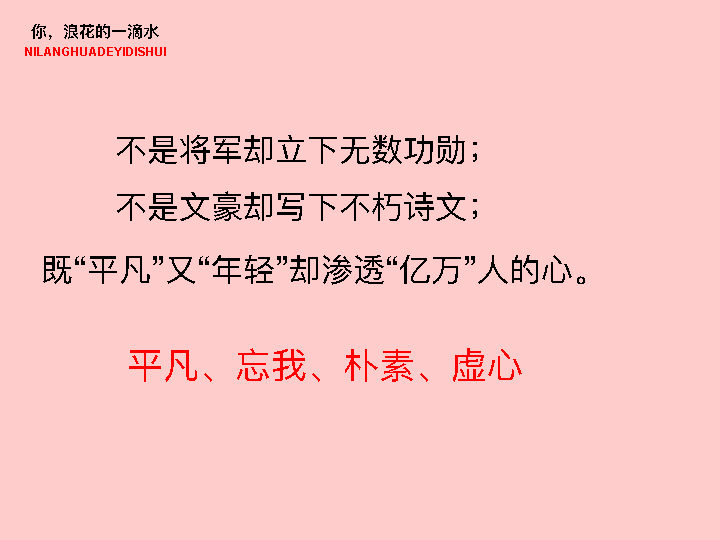 你，浪花的一滴水
NILANGHUADEYIDISHUI
不是将军却立下无数功勋；
不是文豪却写下不朽诗文；
既“平凡”又“年轻”却渗透“亿万”人的心。
平凡、忘我、朴素、虚心